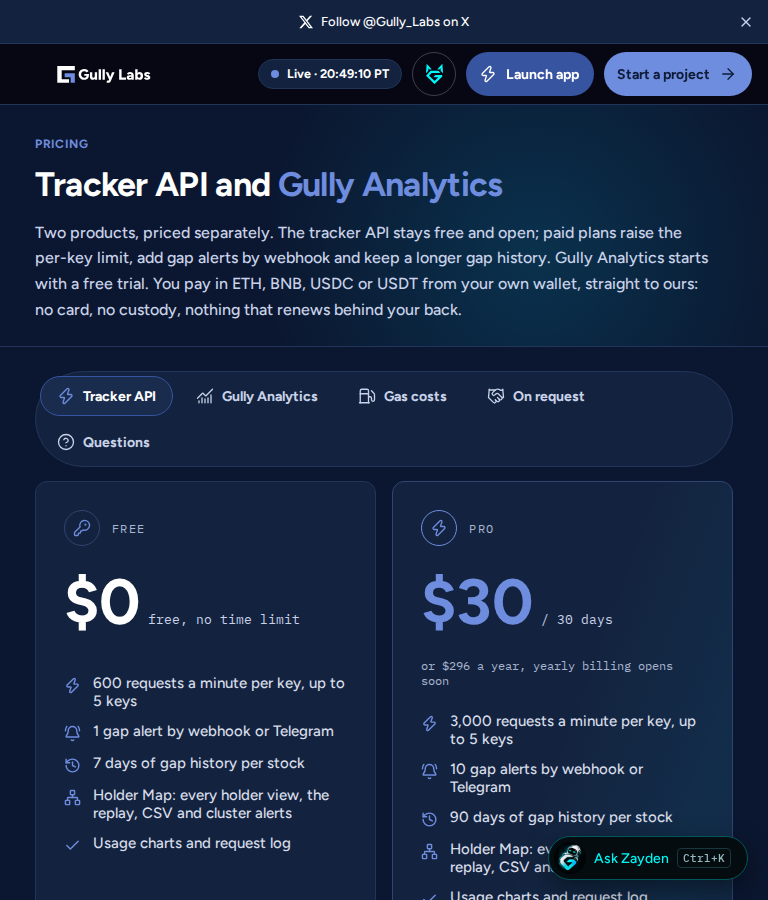 Follow @Gully_Labs on X
Gully Labs
Live · 20:49:10 PT
Launch app
Start a project
PRICING
Tracker API and Gully Analytics
Two products, priced separately. The tracker API stays free and open; paid plans raise the
per-key limit, add gap alerts by webhook and keep a longer gap history. Gully Analytics starts
with a free trial. You pay in ETH, BNB, USDC or USDT from your own wallet, straight to ours:
no card, no custody, nothing that renews behind your back.
Tracker API
Gully Analytics
Gas costs
On request
Questions
FREE
$0 free, no time limit
600 requests a minute per key, up to
5 keys
1 gap alert by webhook or Telegram
7 days of gap history per stock
Holder Map: every holder view, the
replay, CSV and cluster alerts
Usage charts and request log
PRO
$30 / 30 days
or $296 a year, yearly billing opens
soon
3,000 requests a minute per key, up
to 5 keys
10 gap alerts by webhook or
Telegram
90 days of gap history per stock
Holder Map:
replay, CSV
Usage charts and request log
Ask Zayden Ctrl+K